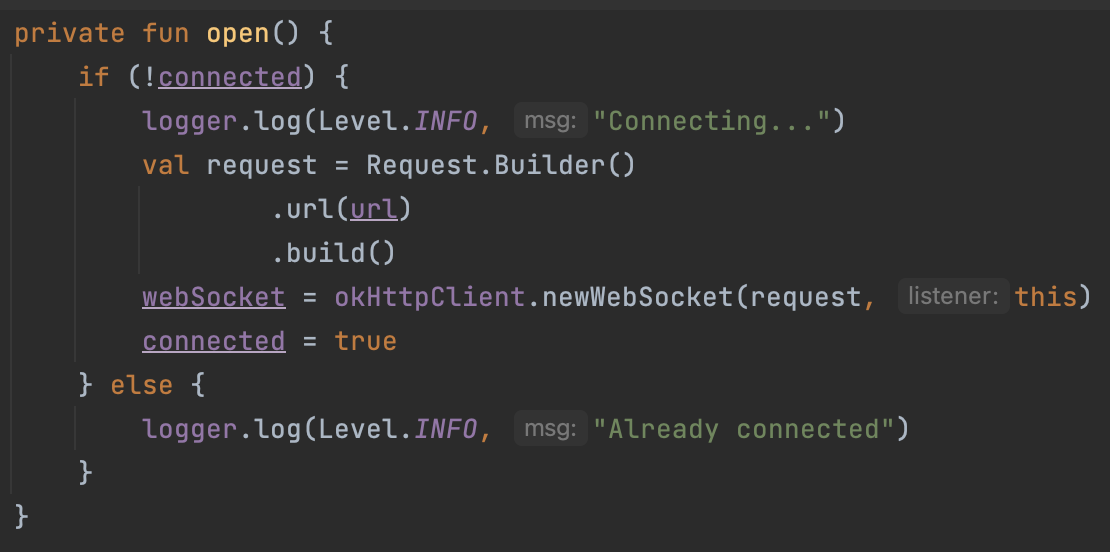 private fun open() {
if (!connected) {
logger.log(Level.INFO, msg: "Connecting...")
val request = Request.Builder()
.url(url)
.build()
webSocket = okHttpClient.newWebSocket(request, listener: this)
connected = true
} else {
logger.log(Level.INFO, msg: "Already connected")
}
}